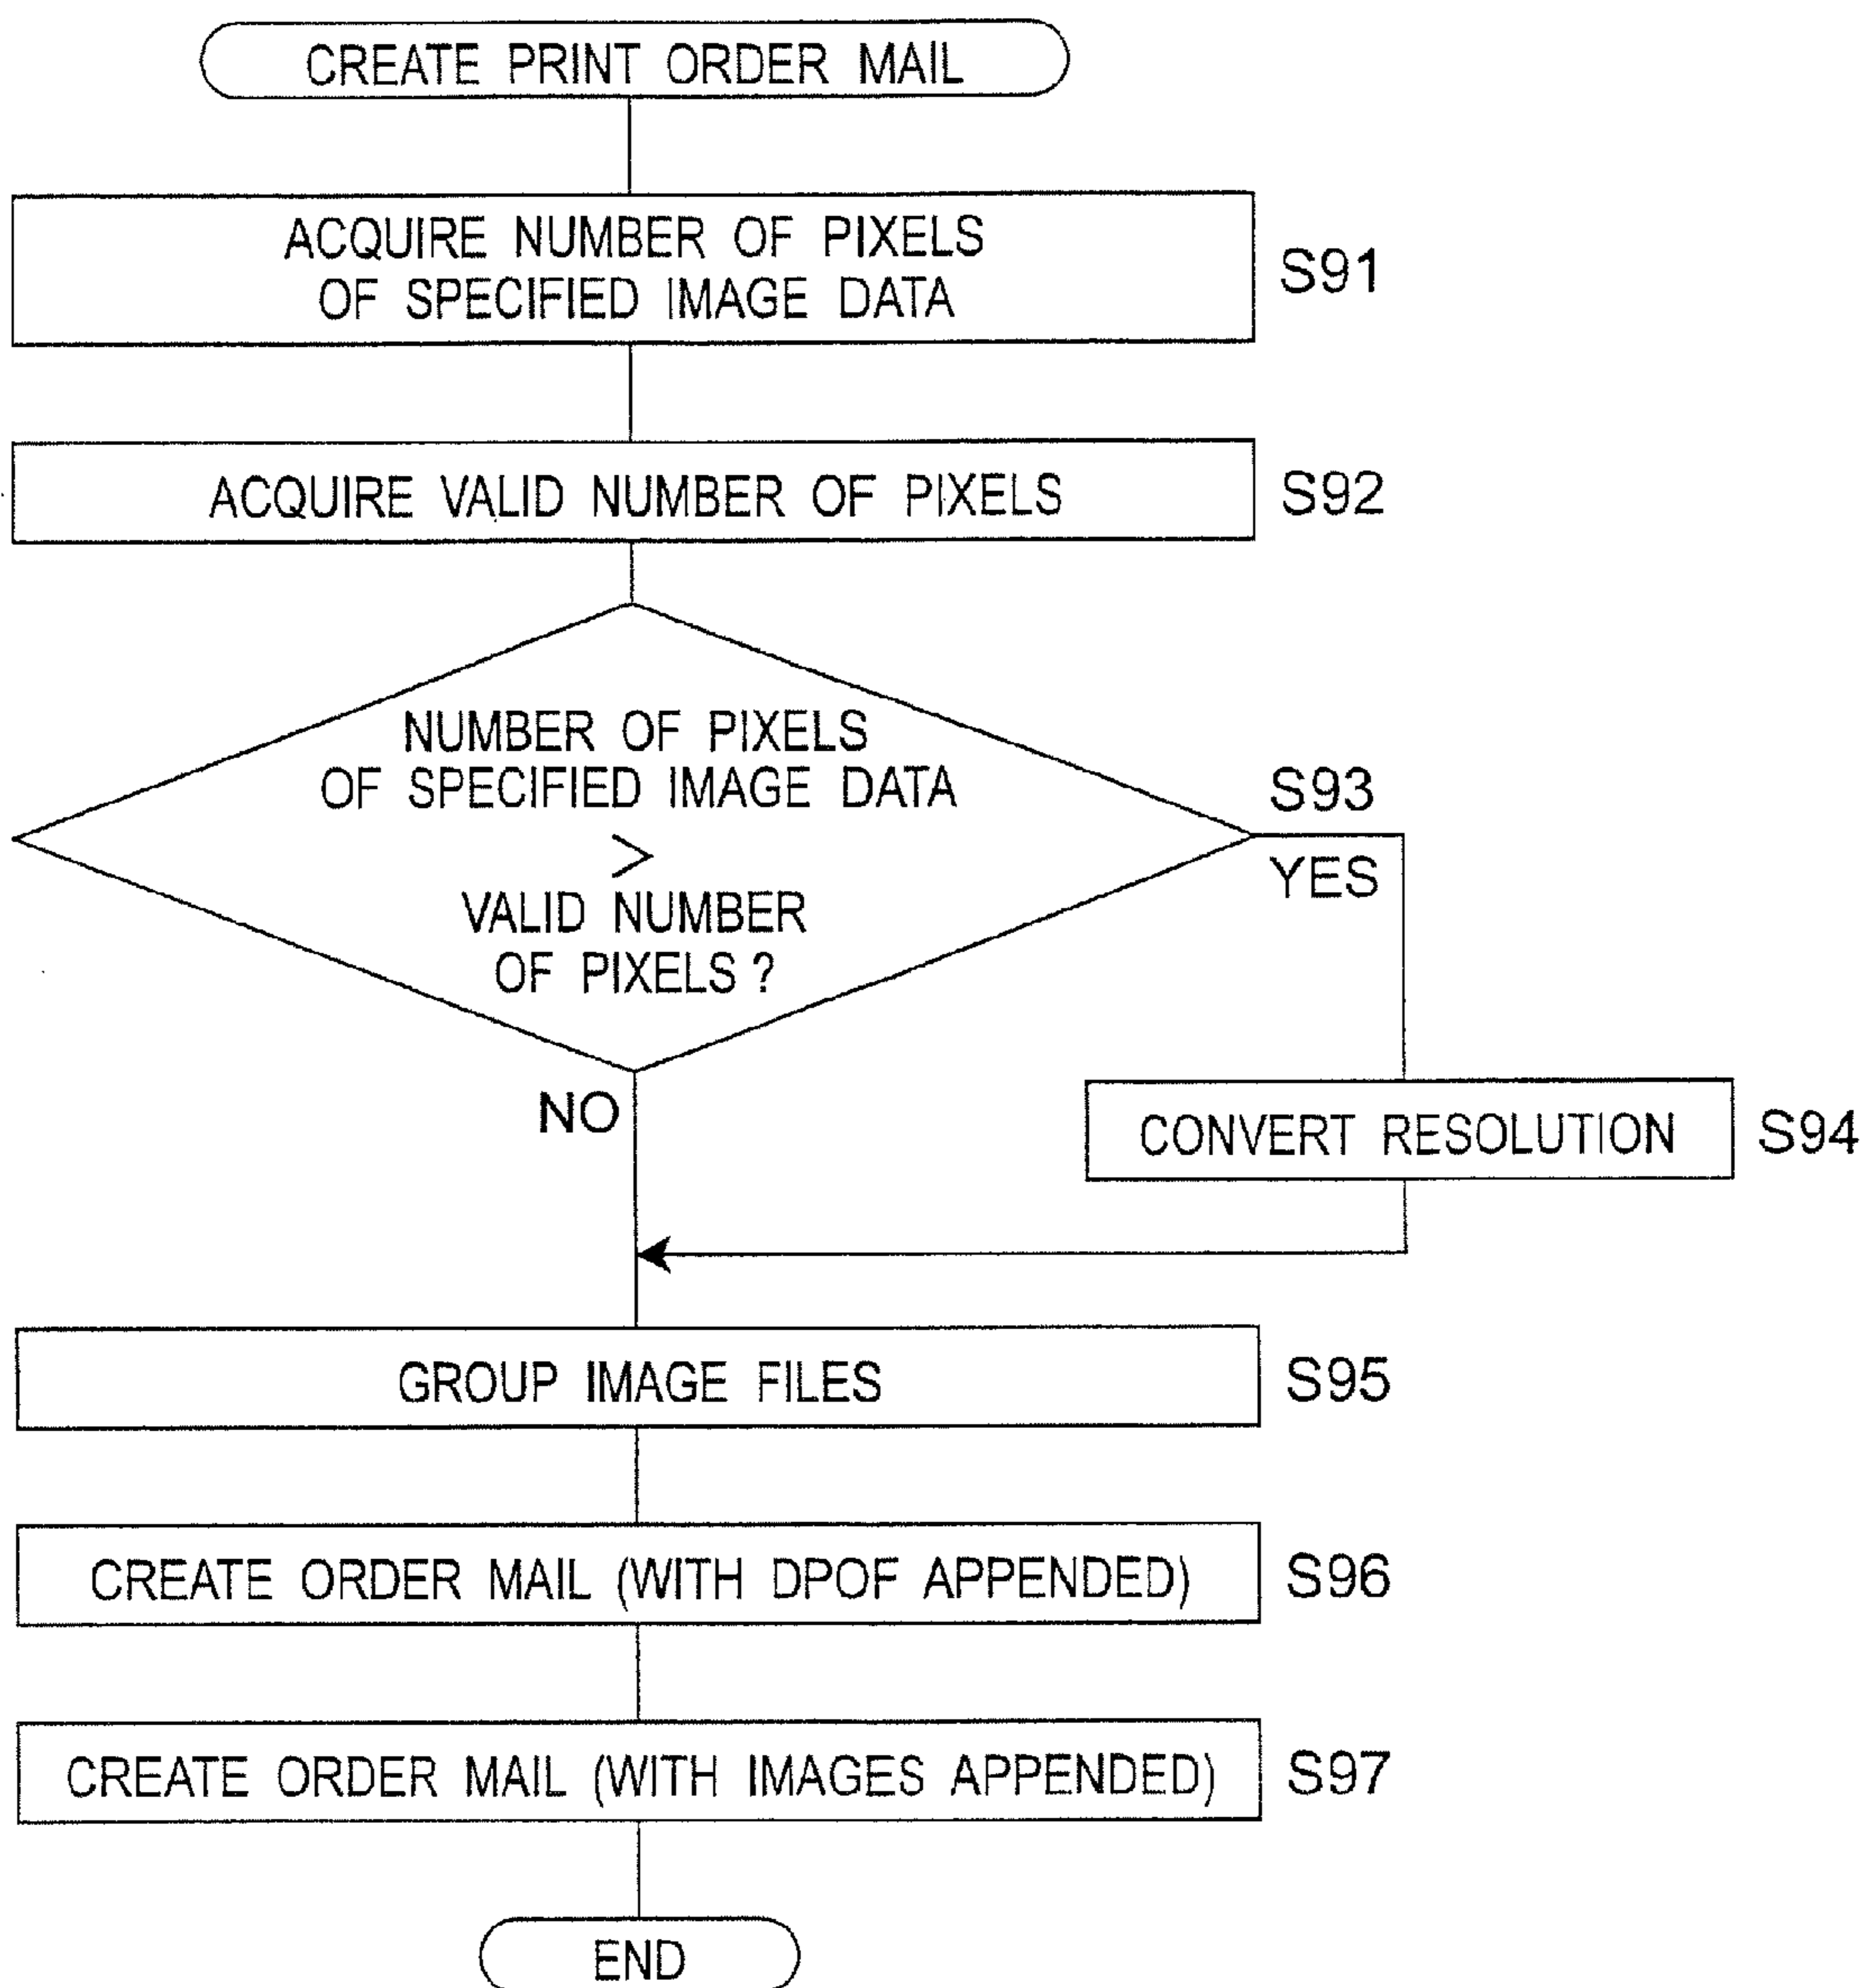 CREATE PRINT ORDER MAIL
ACQUIRE NUMBER OF PIXELS
OF SPECIFIED IMAGE DATA
S91
ACQUIRE VALID NUMBER OF PIXELS
S92
NUMBER OF PIXELS
OF SPECIFIED IMAGE DATA
>
VALID NUMBER
OF PIXELS?
S93
YES
NO
CONVERT RESOLUTION
S94
GROUP IMAGE FILES
S95
CREATE ORDER MAIL (WITH DPOF APPENDED)
S96
CREATE ORDER MAIL (WITH IMAGES APPENDED)
S97
END